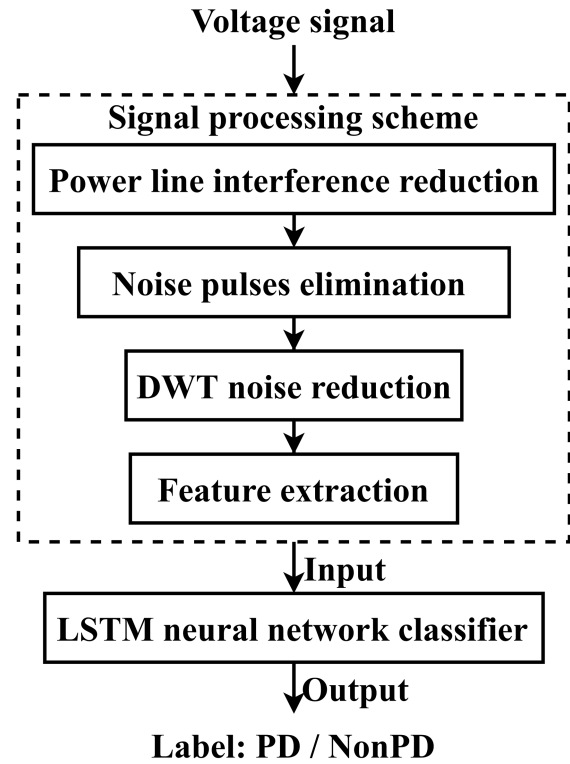 Voltage signal
Signal processing scheme
Power line interference reduction
Noise pulses elimination
DWT noise reduction
Feature extraction
Input
LSTM neural network classifier
Output
Label: PD / NonPD